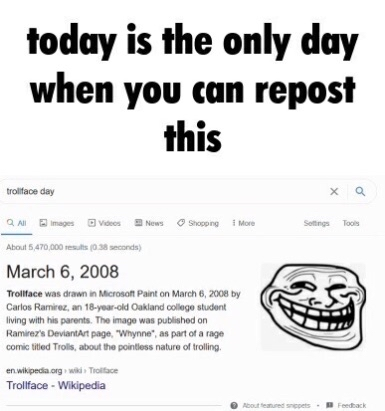 today is the only day
when you can repost
this
trollface day
All Images Videos News Shopping More Settings Tools
About 5,470,000 results (0.38 seconds)
March 6, 2008
Trollface was drawn in Microsoft Paint on March 6, 2008 by
Carlos Ramirez, an 18-year-old Oakland college student
living with his parents. The image was published on
Ramirez's DeviantArt page, "Whynne", as part of a rage
comic titled Trolls, about the pointless nature of trolling.
en.wikipedia.org › wiki › Trollface
Trollface - Wikipedia
About featured snippets • Feedback